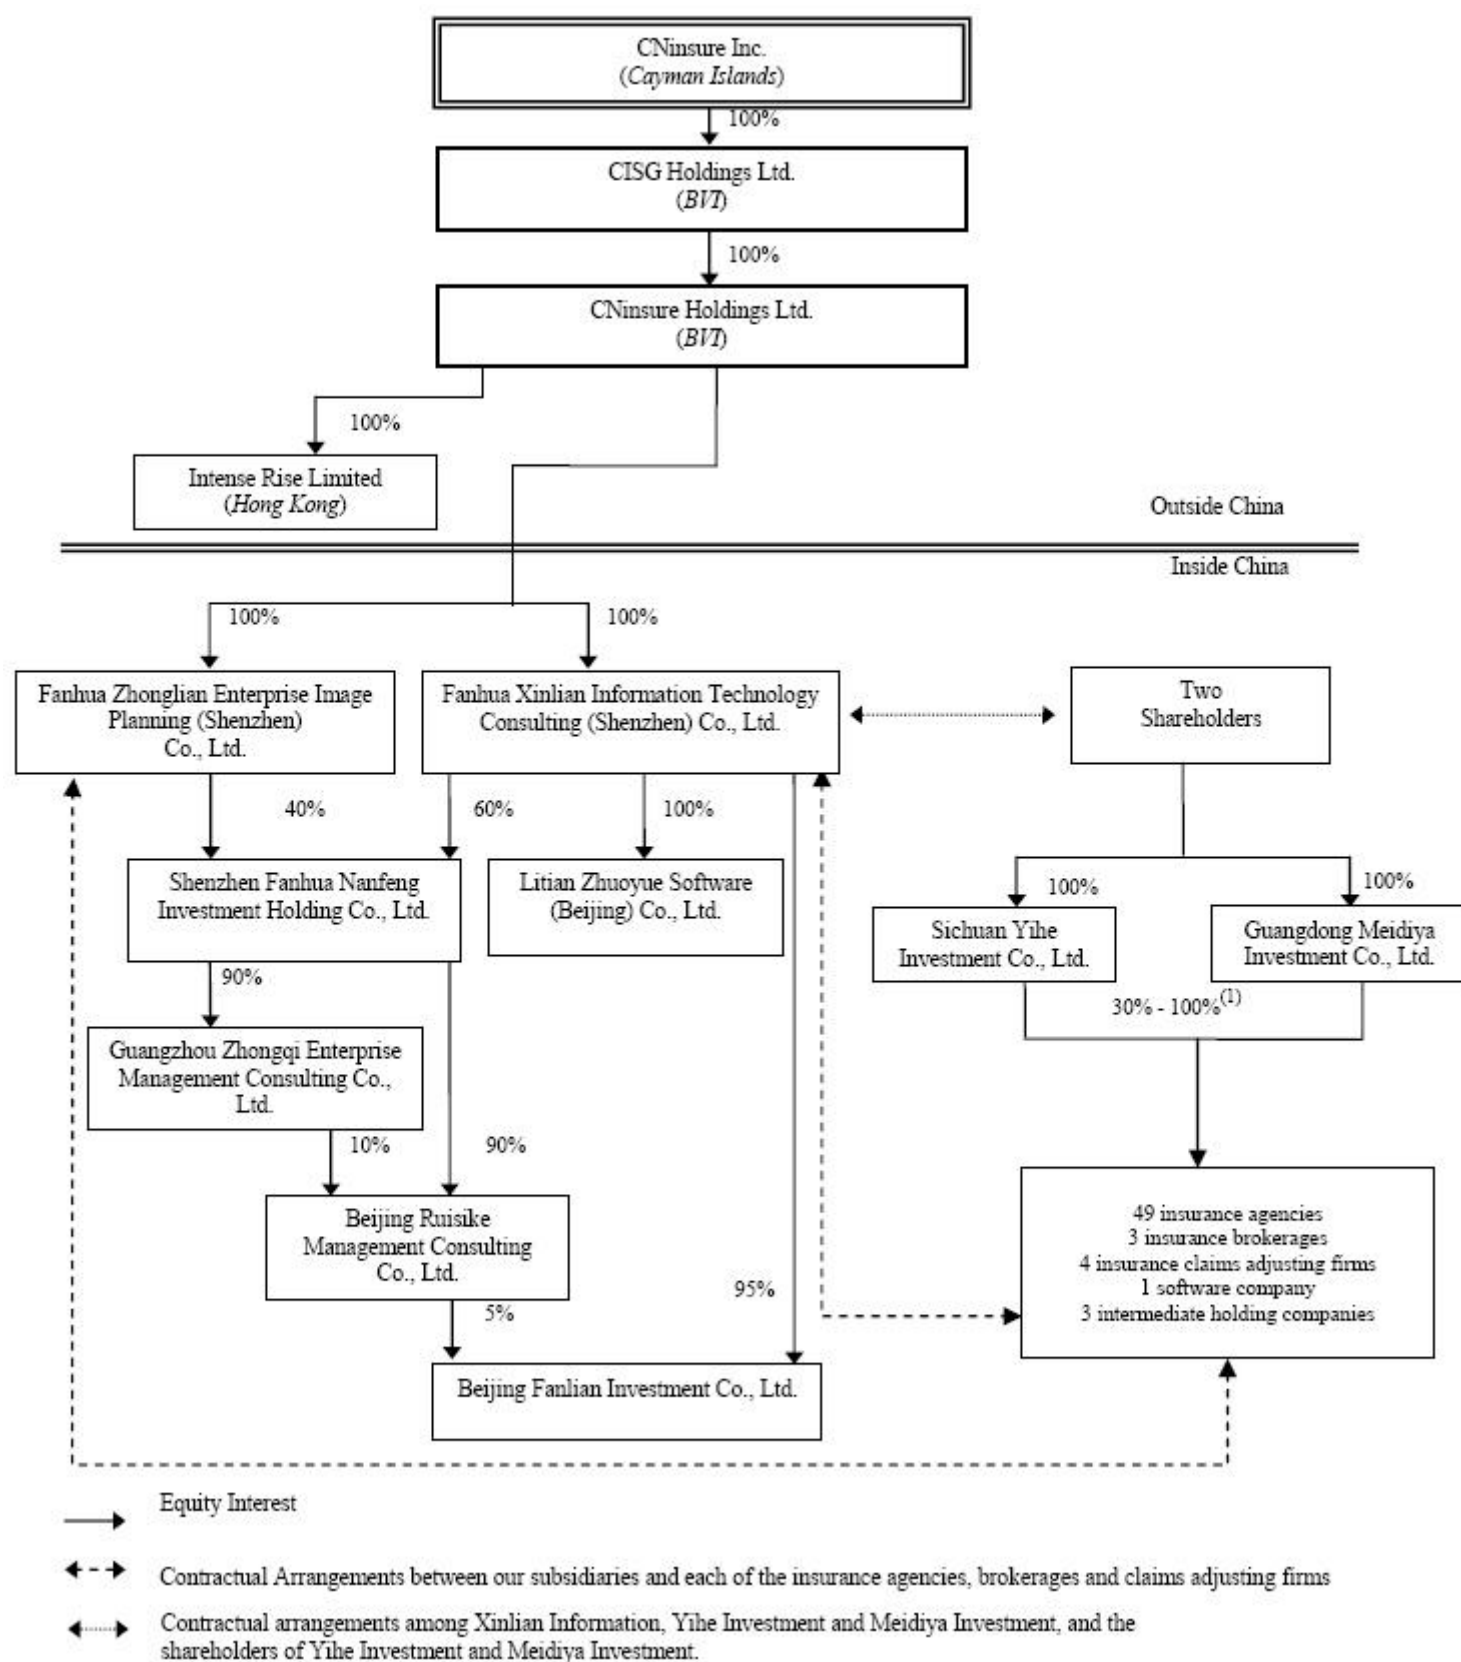 CNinsure Inc.
(Cayman Islands)
100%
CISG Holdings Ltd.
(BVI)
100%
CNinsure Holdings Ltd.
(BVI)
100%
Intense Rise Limited
(Hong Kong)
Outside China
Inside China
100%
100%
Fanhua Zhonglian Enterprise Image
Planning (Shenzhen)
Co., Ltd.
Fanhua Xinlian Information Technology
Consulting (Shenzhen) Co., Ltd.
Two
Shareholders
40%
60%
100%
Shenzhen Fanhua Nanfeng
Investment Holding Co., Ltd.
Litian Zhuoyue Software
(Beijing) Co., Ltd.
100%
100%
Sichuan Yihe
Investment Co., Ltd.
Guangdong Meidiya
Investment Co., Ltd.
90%
30% - 100%(1)
Guangzhou Zhongqi Enterprise
Management Consulting Co.,
Ltd.
10%
90%
Beijing Ruisike
Management Consulting
Co., Ltd.
49 insurance agencies
3 insurance brokerages
4 insurance claims adjusting firms
1 software company
3 intermediate holding companies
95%
5%
Beijing Fanlian Investment Co., Ltd.
Equity Interest
Contractual Arrangements between our subsidiaries and each of the insurance agencies, brokerages and claims adjusting firms
Contractual arrangements among Xinlian Information, Yihe Investment and Meidiya Investment, and the
shareholders of Yihe Investment and Meidiya Investment.